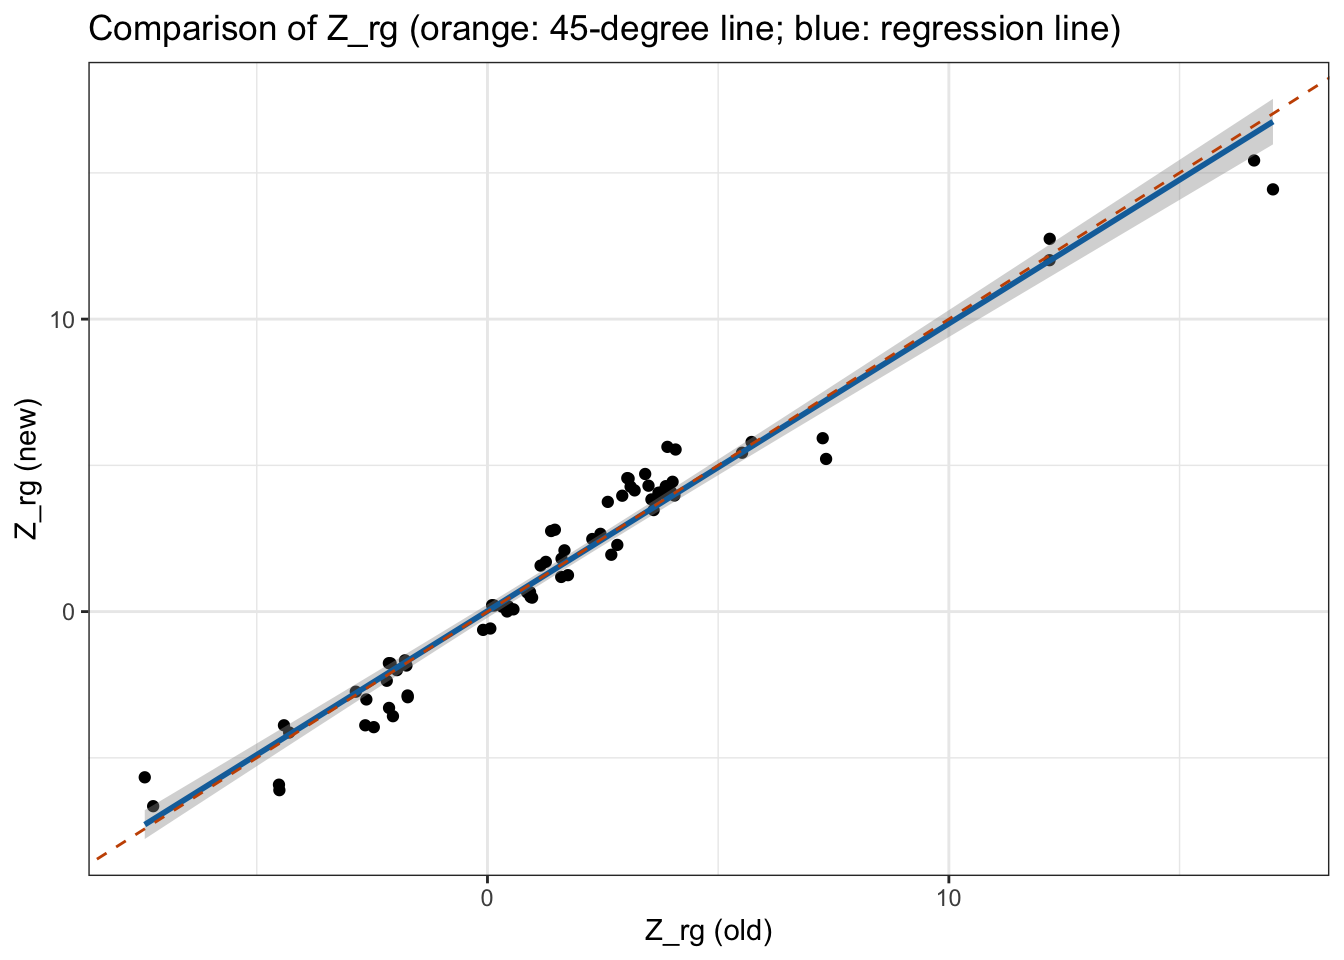 Comparison of Z_rg (orange: 45-degree line; blue: regression line)
10
0
Z_rg (new)
0 10
Z_rg (old)